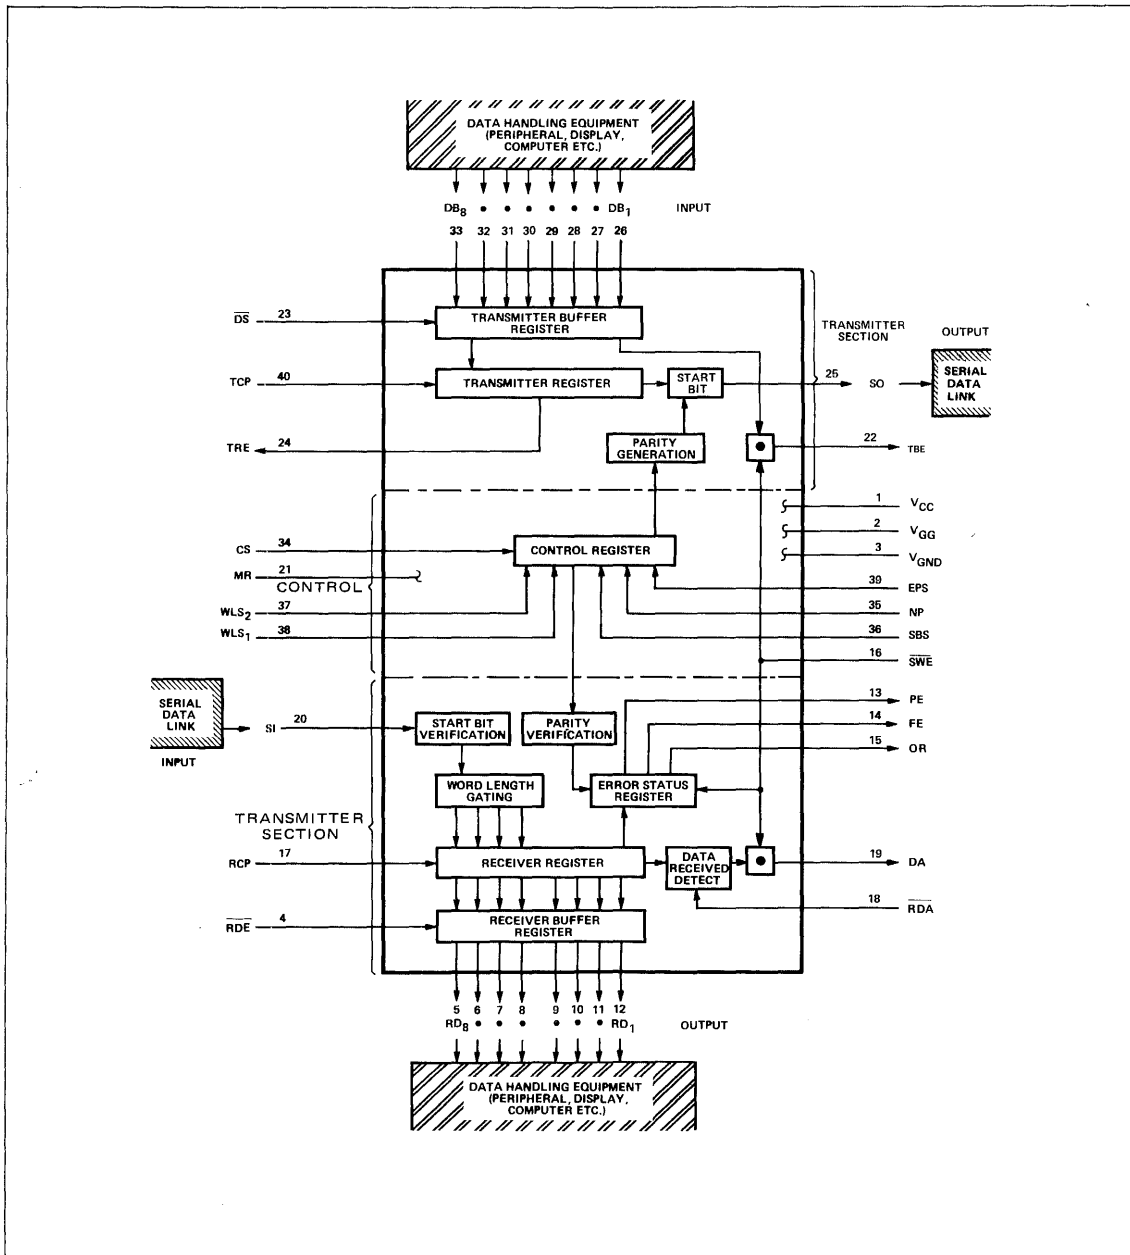 DATA HANDLING EQUIPMENT
(PERIPHERAL, DISPLAY,
COMPUTER ETC.)
DB8 • • • • • • DB1 INPUT
33 32 31 30 29 28 27 26
DS 23
TRANSMITTER BUFFER
REGISTER
TRANSMITTER
SECTION
OUTPUT
TCP 40
TRANSMITTER REGISTER
START
BIT
25 SO
SERIAL
DATA
LINK
TRE 24
PARITY
GENERATION
22 TBE
1 VCC
2 VGG
3 VGND
CS 34
CONTROL REGISTER
MR 21
CONTROL
39 EPS
WLS2 37
35 NP
WLS1 38
36 SBS
16 SWE
13 PE
14 FE
15 OR
SERIAL
DATA
LINK
SI 20
INPUT
START BIT
VERIFICATION
PARITY
VERIFICATION
WORD LENGTH
GATING
ERROR STATUS
REGISTER
TRANSMITTER
SECTION
RCP 17
RECEIVER REGISTER
DATA
RECEIVED
DETECT
19 DA
18 RDA
RDE 4
RECEIVER BUFFER
REGISTER
5 6 7 8 9 10 11 12
RD8 • • • • • • RD1 OUTPUT
DATA HANDLING EQUIPMENT
(PERIPHERAL, DISPLAY,
COMPUTER ETC.)